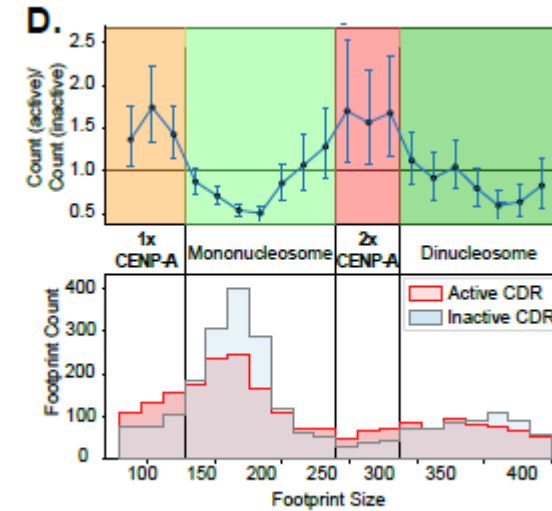 D.
Count (active)/
Count (inactive)
2.5
2.0
1.5
1.0
0.5
1x
CENP-A
Mononucleosome
2x
CENP-A
Dinucleosome
Footprint Count
400
300
200
100
0
Active CDR
Inactive CDR
100 150 200 250 300 350 400
Footprint Size